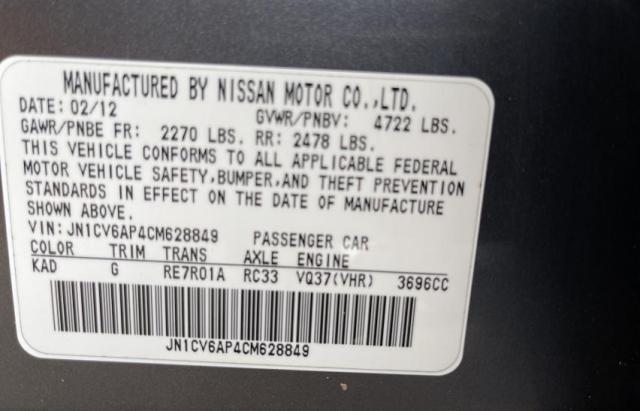 MANUFACTURED BY NISSAN MOTOR CO.,LTD.
DATE: 02/12 GVWR/PNBV: 4722 LBS.
GAWR/PNBE FR: 2270 LBS. RR: 2478 LBS.
THIS VEHICLE CONFORMS TO ALL APPLICABLE FEDERAL
MOTOR VEHICLE SAFETY,BUMPER,AND THEFT PREVENTION
STANDARDS IN EFFECT ON THE DATE OF MANUFACTURE
SHOWN ABOVE.
VIN: JN1CV6AP4CM628849 PASSENGER CAR
COLOR TRIM TRANS AXLE ENGINE
KAD G RE7R01A RC33 VQ37(VHR) 3696CC
JN1CV6AP4CM628849